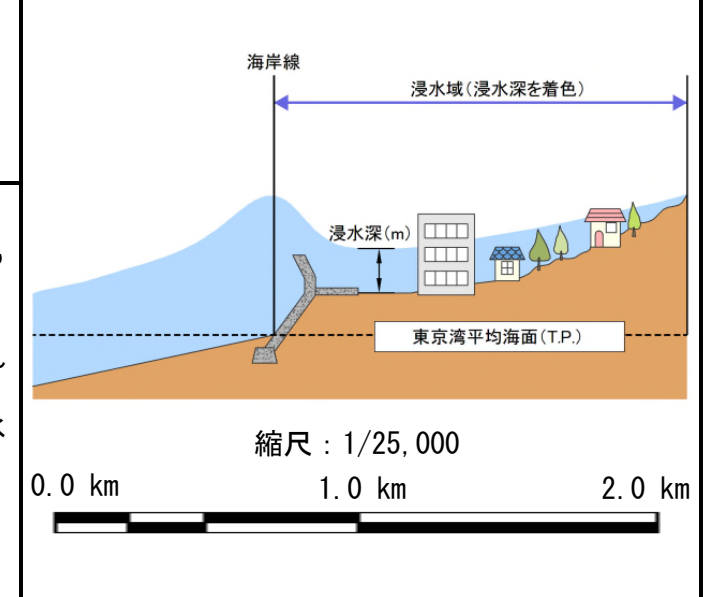 海岸線
浸水域(浸水深を着色)
浸水深(m)
東京湾平均海面(T.P.)
縮尺：1/25,000
0.0 km 1.0 km 2.0 km